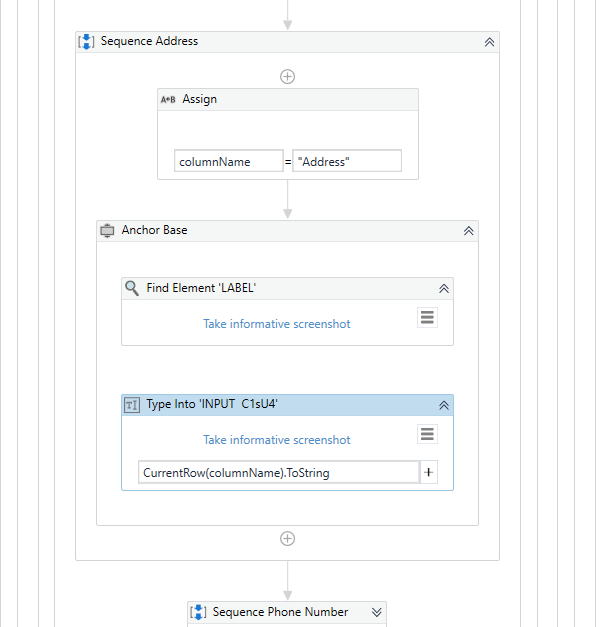 Sequence Address
A+B Assign
columnName = "Address"
Anchor Base
Find Element 'LABEL'
Take informative screenshot
Type Into 'INPUT  C1sU4'
Take informative screenshot
CurrentRow(columnName).ToString
Sequence Phone Number